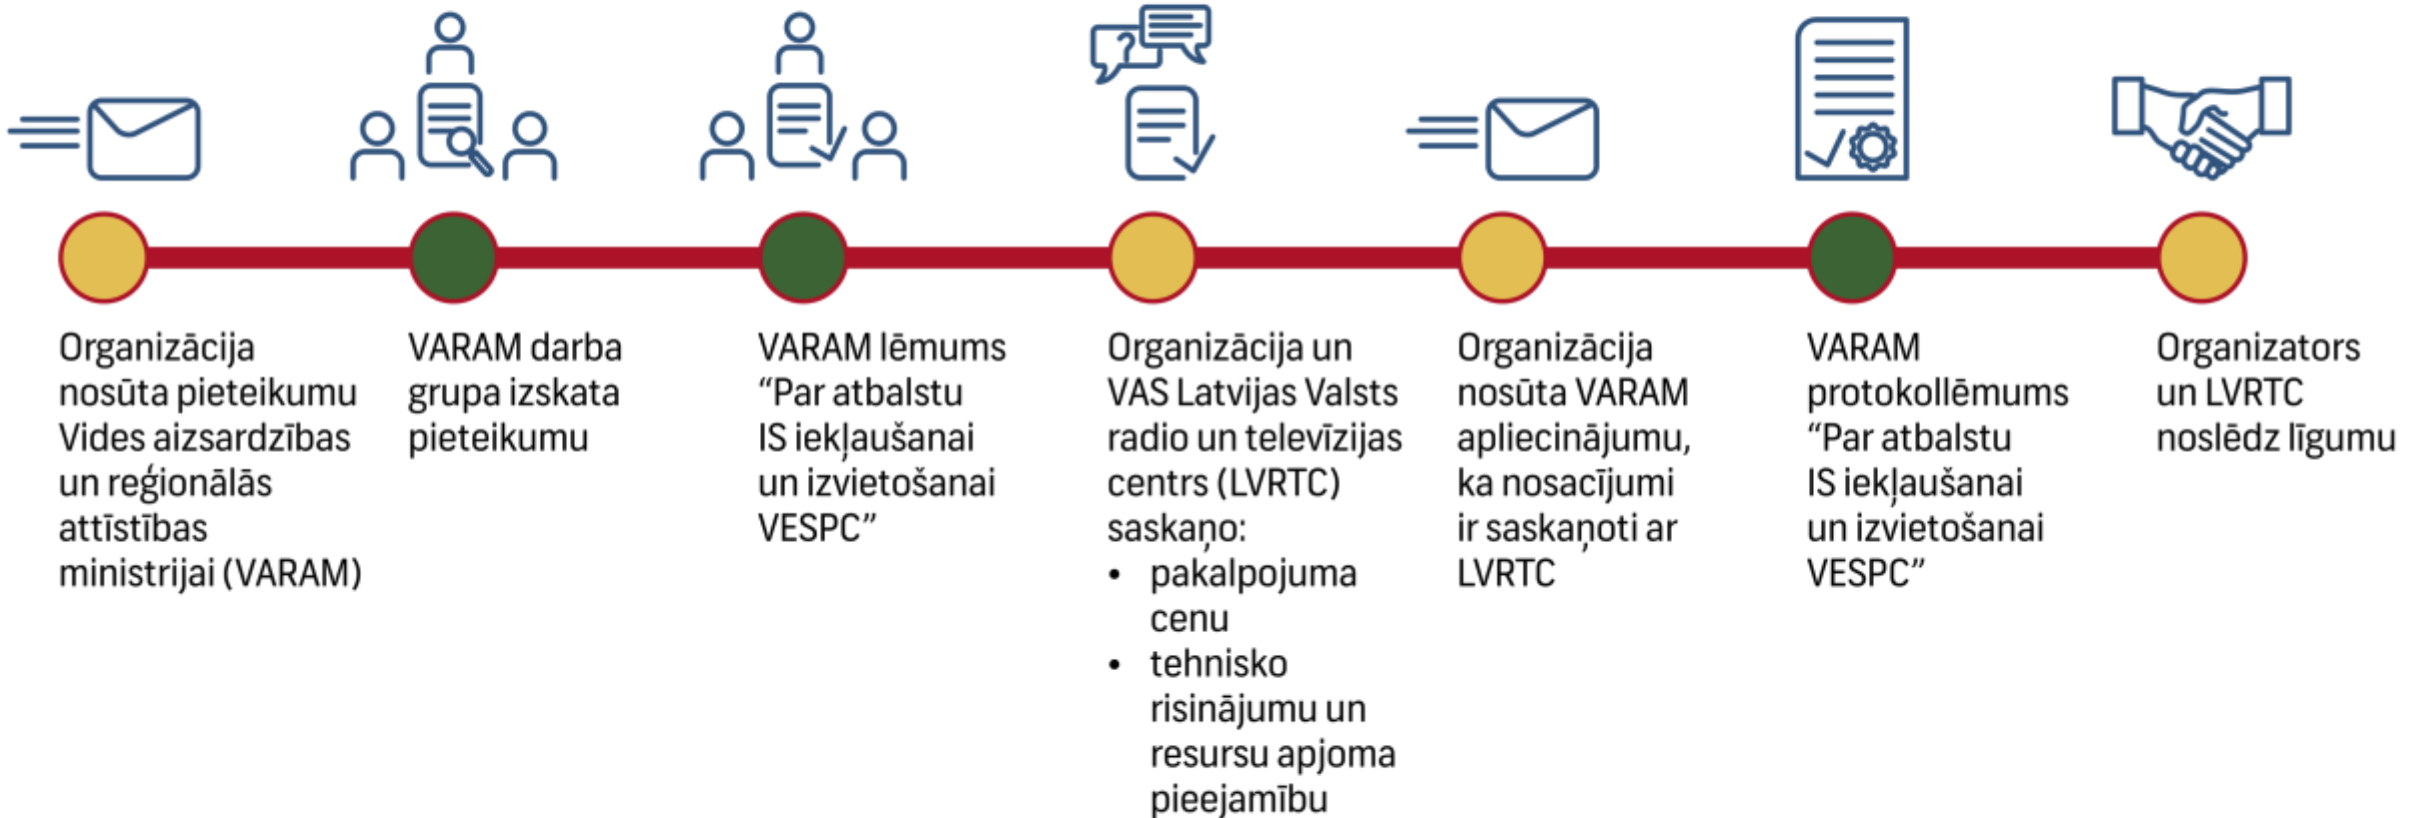 ?
Organizācija
nosūta pieteikumu
Vides aizsardzības
un reģionālās
attīstības
ministrijai (VARAM)
VARAM darba
grupa izskata
pieteikumu
VARAM lēmums
“Par atbalstu
IS iekļaušanai
un izvietošanai
VESPC”
Organizācija un
VAS Latvijas Valsts
radio un televīzijas
centrs (LVRTC)
saskaņo:
• pakalpojuma
cenu
• tehnisko
risinājumu un
resursu apjoma
pieejamību
Organizācija
nosūta VARAM
apliecinājumu,
ka nosacījumi
ir saskaņoti ar
LVRTC
VARAM
protokollēmums
“Par atbalstu
IS iekļaušanai
un izvietošanai
VESPC”
Organizators
un LVRTC
noslēdz līgumu